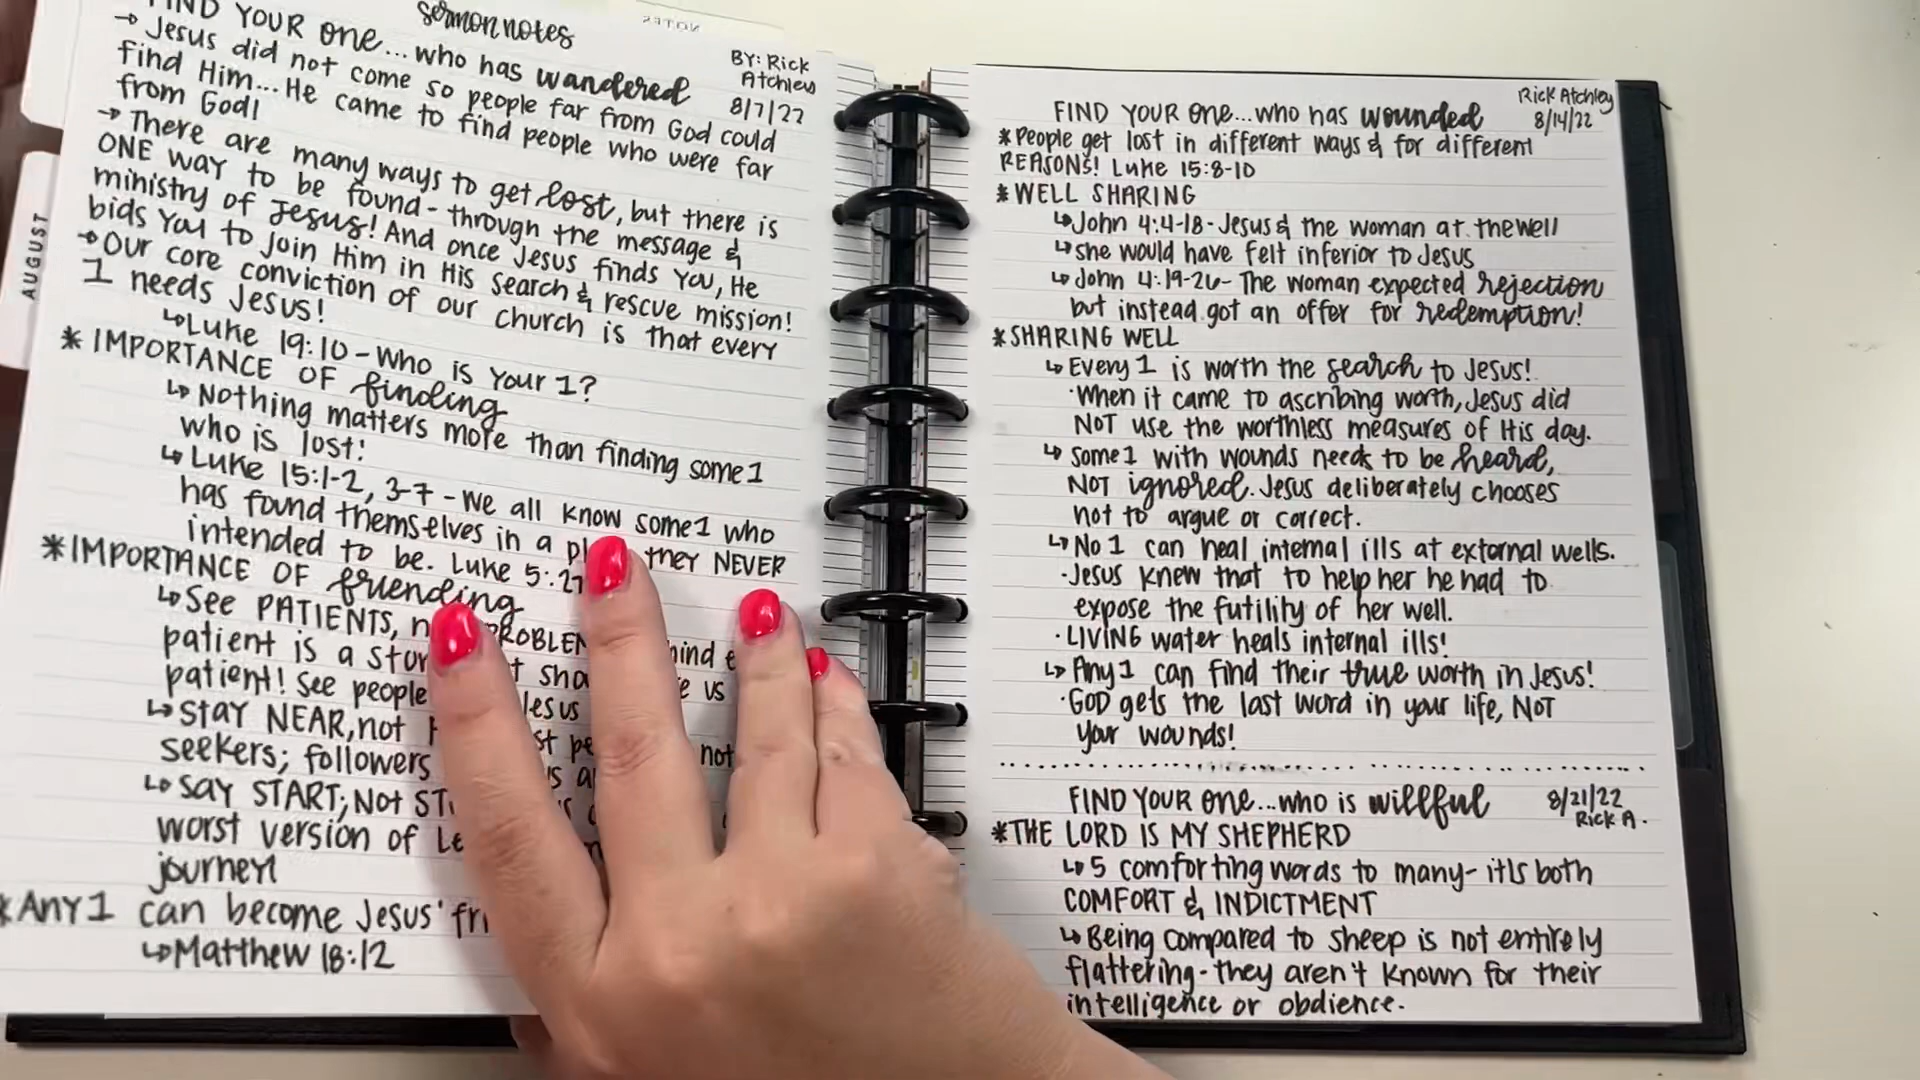 sermon notes
FIND YOUR one...who has wandered
BY: Rick
Atchley
8/7/22
→ Jesus did not come so people far from God could
find Him... He came to find people who were far
from God!
→ There are many ways to get lost, but there is
ONE way to be found - through the message &
ministry of Jesus! And once Jesus finds you, He
bids you to join Him in His search & rescue mission!
→ Our core conviction of our church is that every
1 needs Jesus!
↳ Luke 19:10 - Who is your 1?
* IMPORTANCE OF finding
↳ Nothing matters more than finding some1
who is lost!
↳ Luke 15:1-2, 3-7 - We all know some1 who
has found themselves in a they NEVER
intended to be. Luke 5:27
* IMPORTANCE OF friending
↳ See PATIENTS,
patient is a
patient! See people Jesus
↳ stay NEAR, not
seekers; followers
↳ say START; NOT
worst version of
journey!
* Any1 can become Jesus'
↳ Matthew 18:12
AUGUST
NOTES
FIND YOUR one...who has wounded
Rick Atchley
8/14/22
* People get lost in different ways & for different
REASONS! Luke 15:8-10
* WELL SHARING
↳ John 4:4-18 - Jesus & the woman at the well
↳ she would have felt inferior to Jesus
↳ John 4:19-26 - The woman expected rejection
but instead got an offer for redemption!
* SHARING WELL
↳ Every 1 is worth the search to Jesus!
· When it came to ascribing worth, Jesus did
NOT use the worthless measures of His day.
↳ some1 with wounds needs to be heard,
NOT ignored. Jesus deliberately chooses
not to argue or correct.
↳ No 1 can heal internal ills at external wells.
· Jesus knew that to help her he had to
expose the futility of her well.
· LIVING water heals internal ills!
↳ Any1 can find their true worth in Jesus!
· GOD gets the last word in your life, NOT
your wounds!
FIND YOUR one...who is willful
8/21/22
Rick A.
* THE LORD IS MY SHEPHERD
↳ 5 comforting words to many - it is both
COMFORT & INDICTMENT
↳ Being compared to sheep is not entirely
flattering - they aren't known for their
intelligence or obdience.